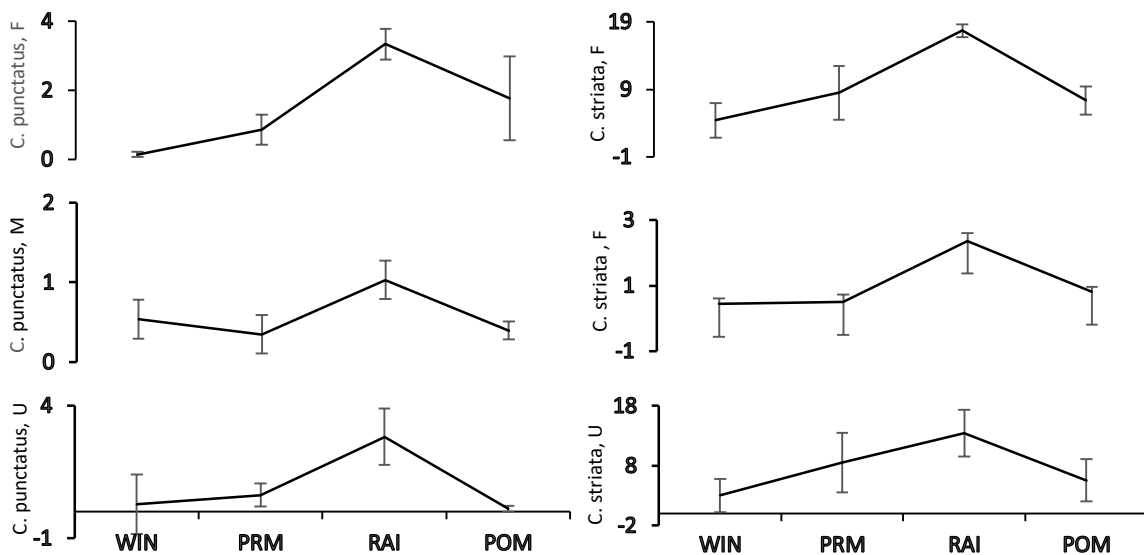 C. punctatus, F
4
2
0
C. striata, F
19
9
-1
C. punctatus, M
2
1
0
C. striata , F
3
1
-1
C. punctatus, U
4
-1
C. striata, U
18
8
-2
WIN PRM RAI POM
WIN PRM RAI POM